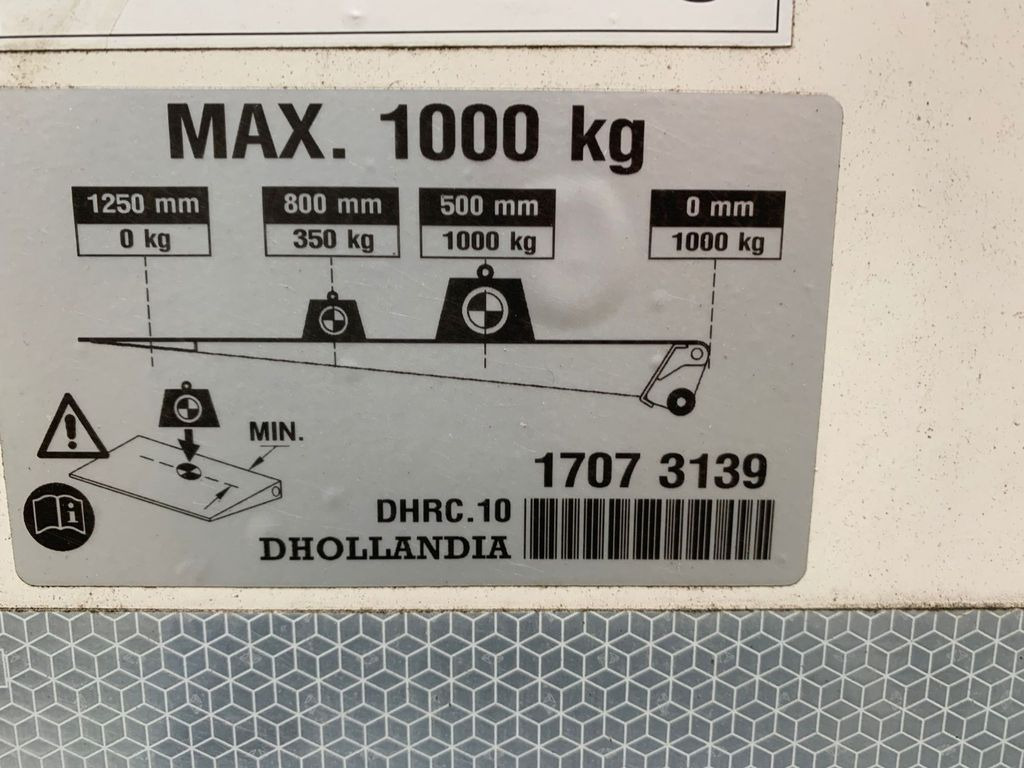 MAX. 1000 kg
1250 mm 800 mm 500 mm 0 mm
0 kg 350 kg 1000 kg 1000 kg
MIN.
1707 3139
DHRC.10
DHOLLANDIA